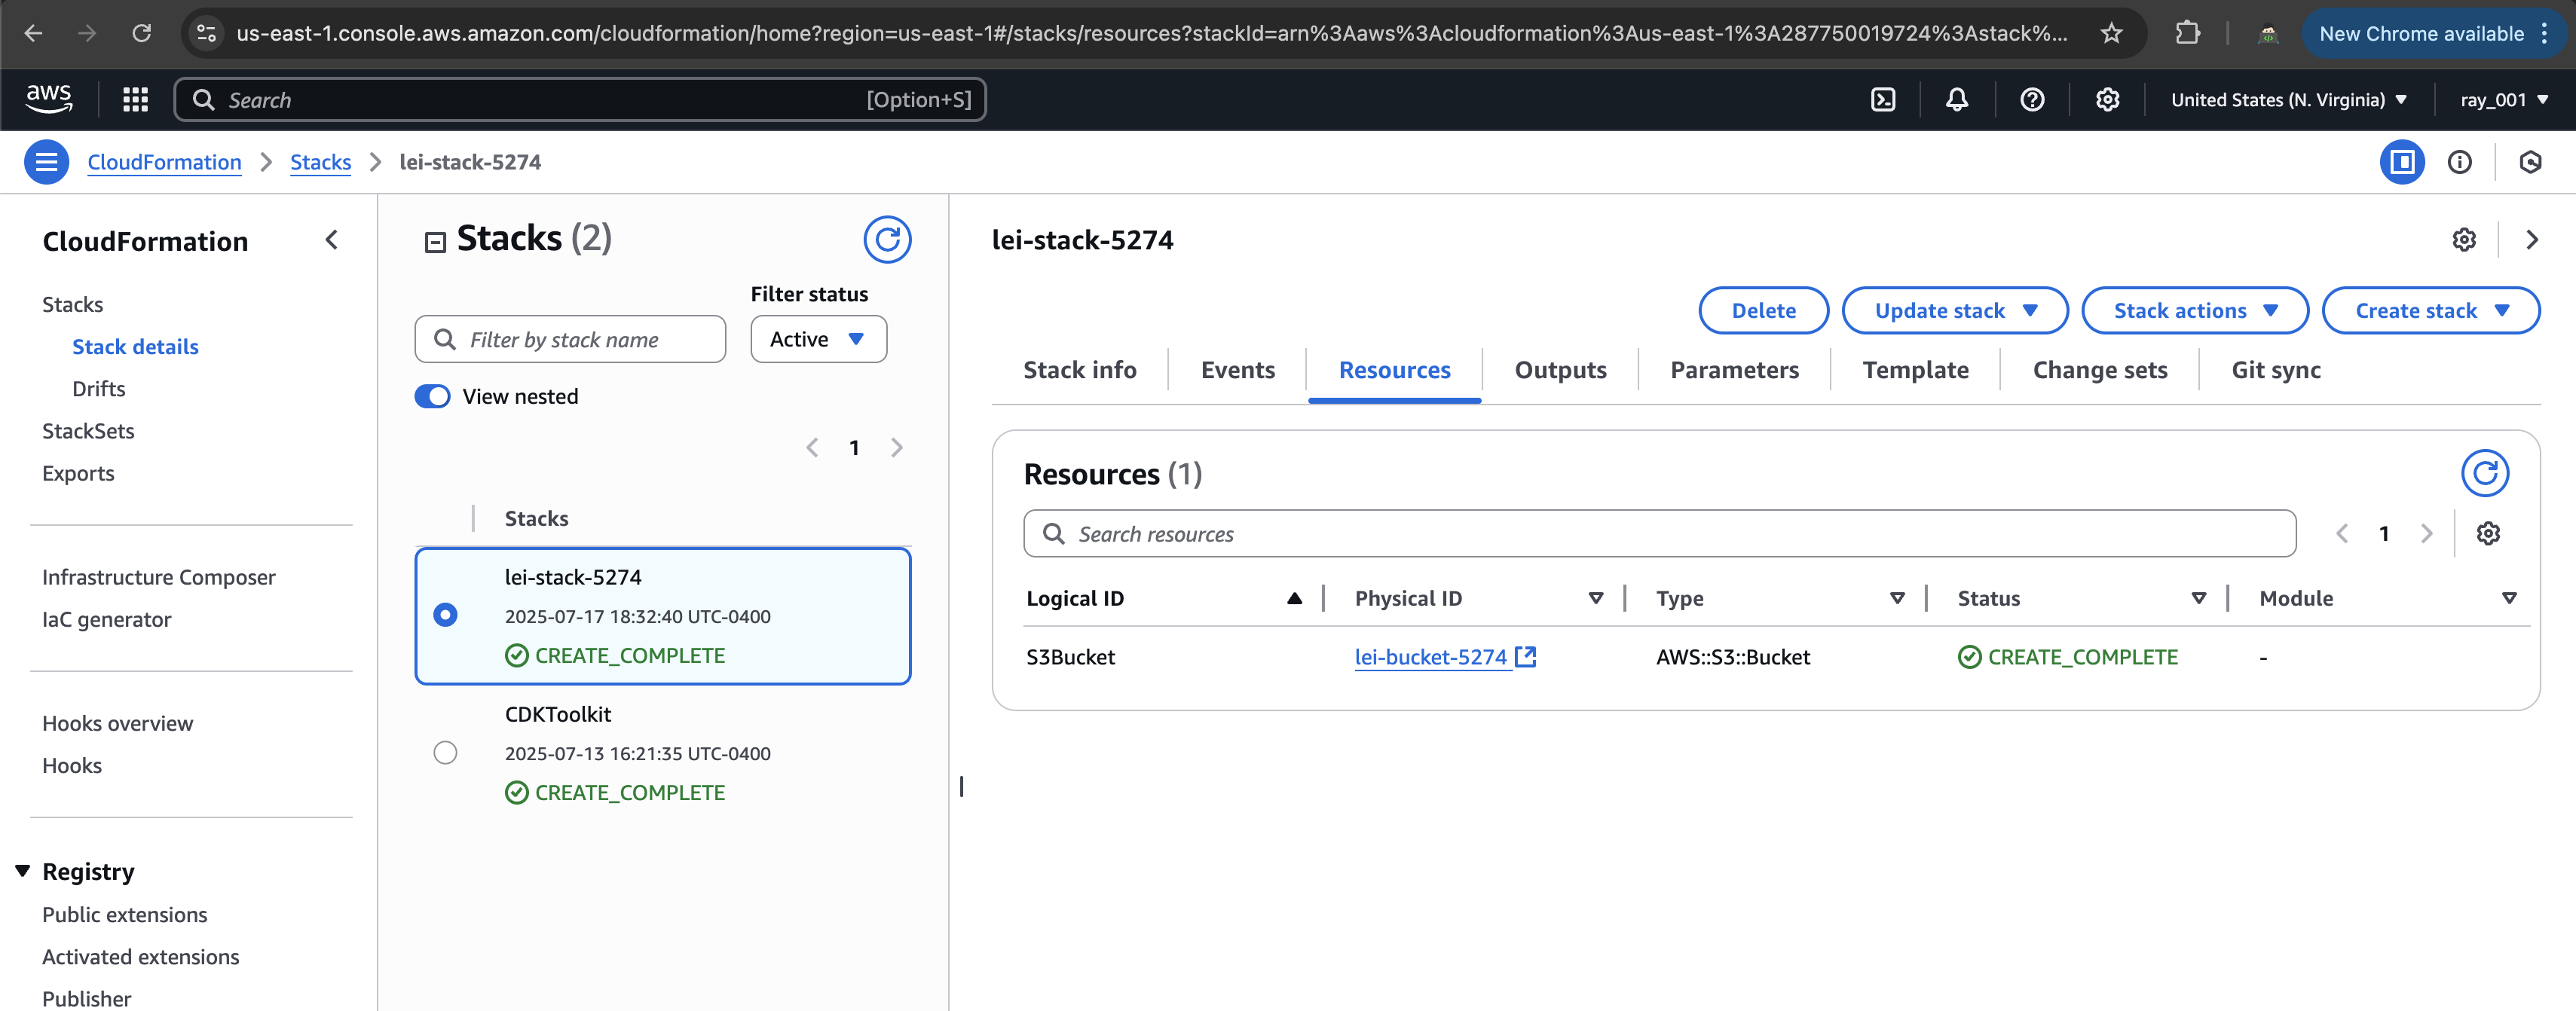 us-east-1.console.aws.amazon.com/cloudformation/home?region=us-east-1#/stacks/resources?stackId=arn%3Aaws%3Acloudformation%3Aus-east-1%3A287750019724%3Astack%...
New Chrome available
aws
Search
[Option+S]
United States (N. Virginia)
ray_001
CloudFormation
Stacks
lei-stack-5274
CloudFormation
Stacks
Stack details
Drifts
StackSets
Exports
Infrastructure Composer
IaC generator
Hooks overview
Hooks
Registry
Public extensions
Activated extensions
Publisher
Stacks (2)
Filter status
Filter by stack name
Active
View nested
1
Stacks
lei-stack-5274
2025-07-17 18:32:40 UTC-0400
CREATE_COMPLETE
CDKToolkit
2025-07-13 16:21:35 UTC-0400
CREATE_COMPLETE
lei-stack-5274
Delete
Update stack
Stack actions
Create stack
Stack info
Events
Resources
Outputs
Parameters
Template
Change sets
Git sync
Resources (1)
Search resources
1
Logical ID
Physical ID
Type
Status
Module
S3Bucket
lei-bucket-5274
AWS::S3::Bucket
CREATE_COMPLETE
-